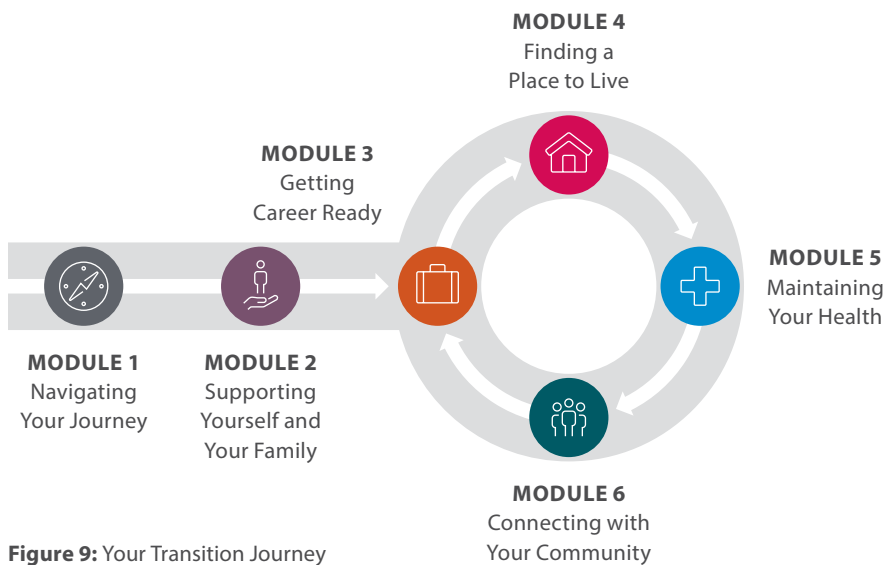 MODULE 4
Finding a
Place to Live
MODULE 3
Getting
Career Ready
MODULE 5
Maintaining
Your Health
MODULE 1
Navigating
Your Journey
MODULE 2
Supporting
Yourself and
Your Family
MODULE 6
Connecting with
Your Community
Figure 9: Your Transition Journey